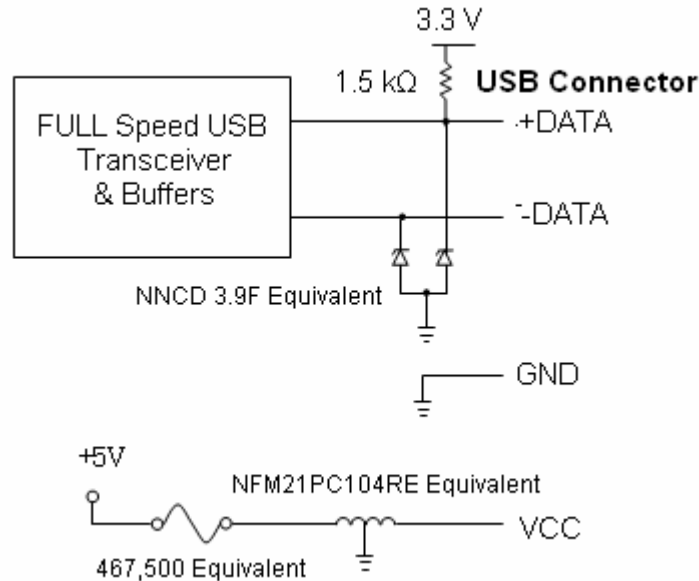 3.3 V
1.5 kΩ
USB Connector
FULL Speed USB
Transceiver
& Buffers
+DATA
-DATA
NNCD 3.9F Equivalent
GND
+5V
NFM21PC104RE Equivalent
VCC
467,500 Equivalent